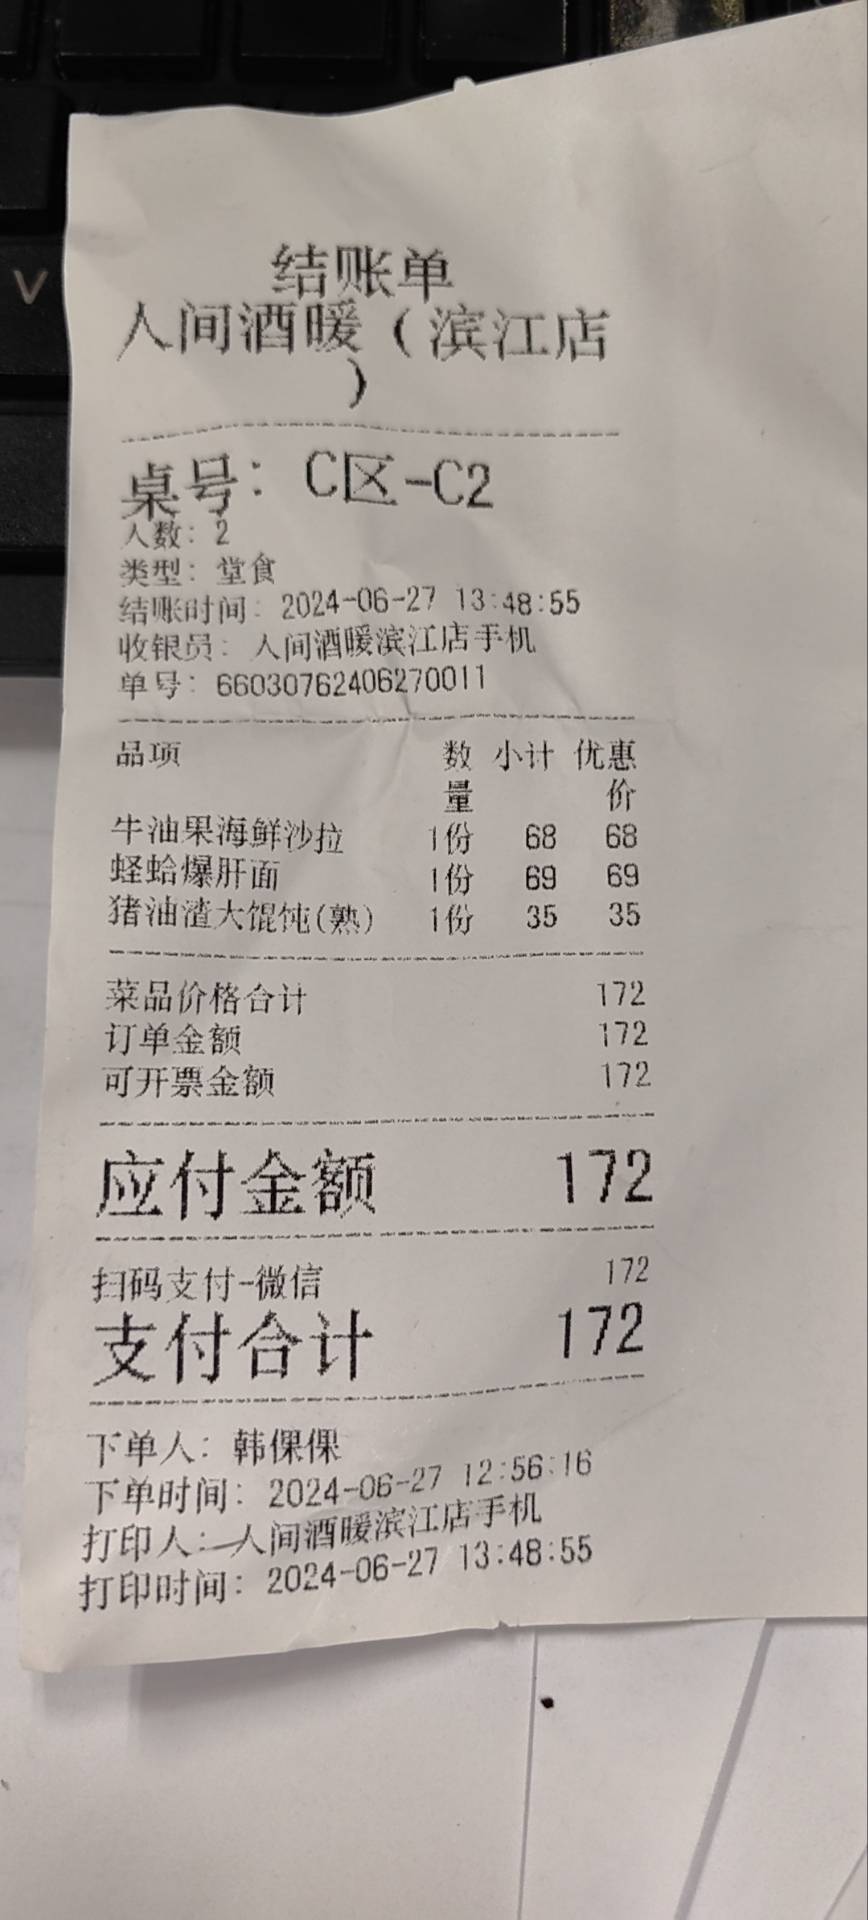 结账单
人间酒暖（滨江店
）
桌号：C区-C2
人数：2
类型：堂食
结账时间：2024-06-27 13:48:55
收银员：人间酒暖滨江店手机
单号：66030762406270011
品项 数 小计 优惠
量 价
牛油果海鲜沙拉 1份 68 68
蛏蛤爆肝面 1份 69 69
猪油渣大馄饨(熟) 1份 35 35
菜品价格合计 172
订单金额 172
可开票金额 172
应付金额 172
扫码支付-微信 172
支付合计 172
下单人：韩倮倮
下单时间：2024-06-27 12:56:16
打印人：人间酒暖滨江店手机
打印时间：2024-06-27 13:48:55
V